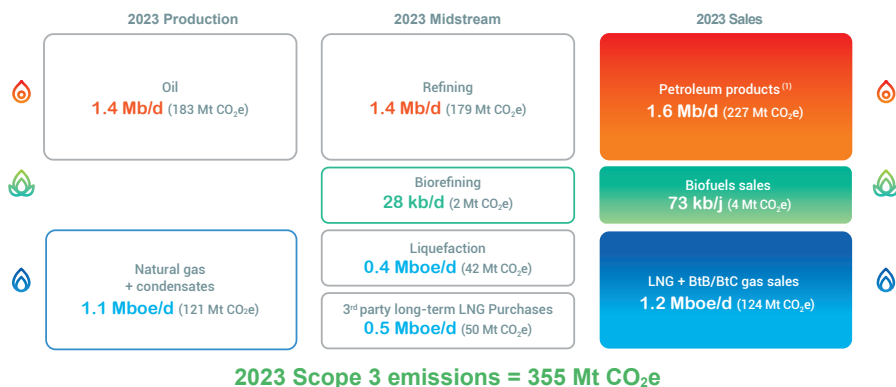 2023 Production
2023 Midstream
2023 Sales
Oil
1.4 Mb/d (183 Mt CO₂e)
Refining
1.4 Mb/d (179 Mt CO₂e)
Petroleum products (1)
1.6 Mb/d (227 Mt CO₂e)
Biorefining
28 kb/d (2 Mt CO₂e)
Biofuels sales
73 kb/j (4 Mt CO₂e)
Natural gas
+ condensates
1.1 Mboe/d (121 Mt CO₂e)
Liquefaction
0.4 Mboe/d (42 Mt CO₂e)
3rd party long-term LNG Purchases
0.5 Mboe/d (50 Mt CO₂e)
LNG + BtB/BtC gas sales
1.2 Mboe/d (124 Mt CO₂e)
2023 Scope 3 emissions = 355 Mt CO₂e